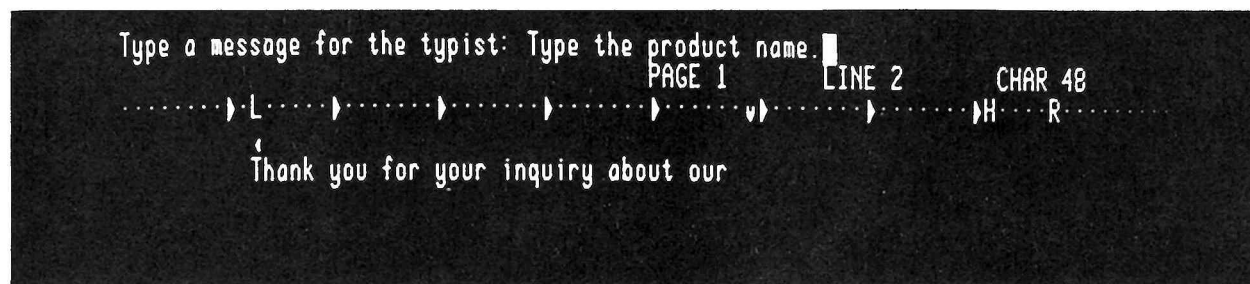 Type a message for the typist: Type the product name.
PAGE 1 LINE 2 CHAR 48
L H R
Thank you for your inquiry about our